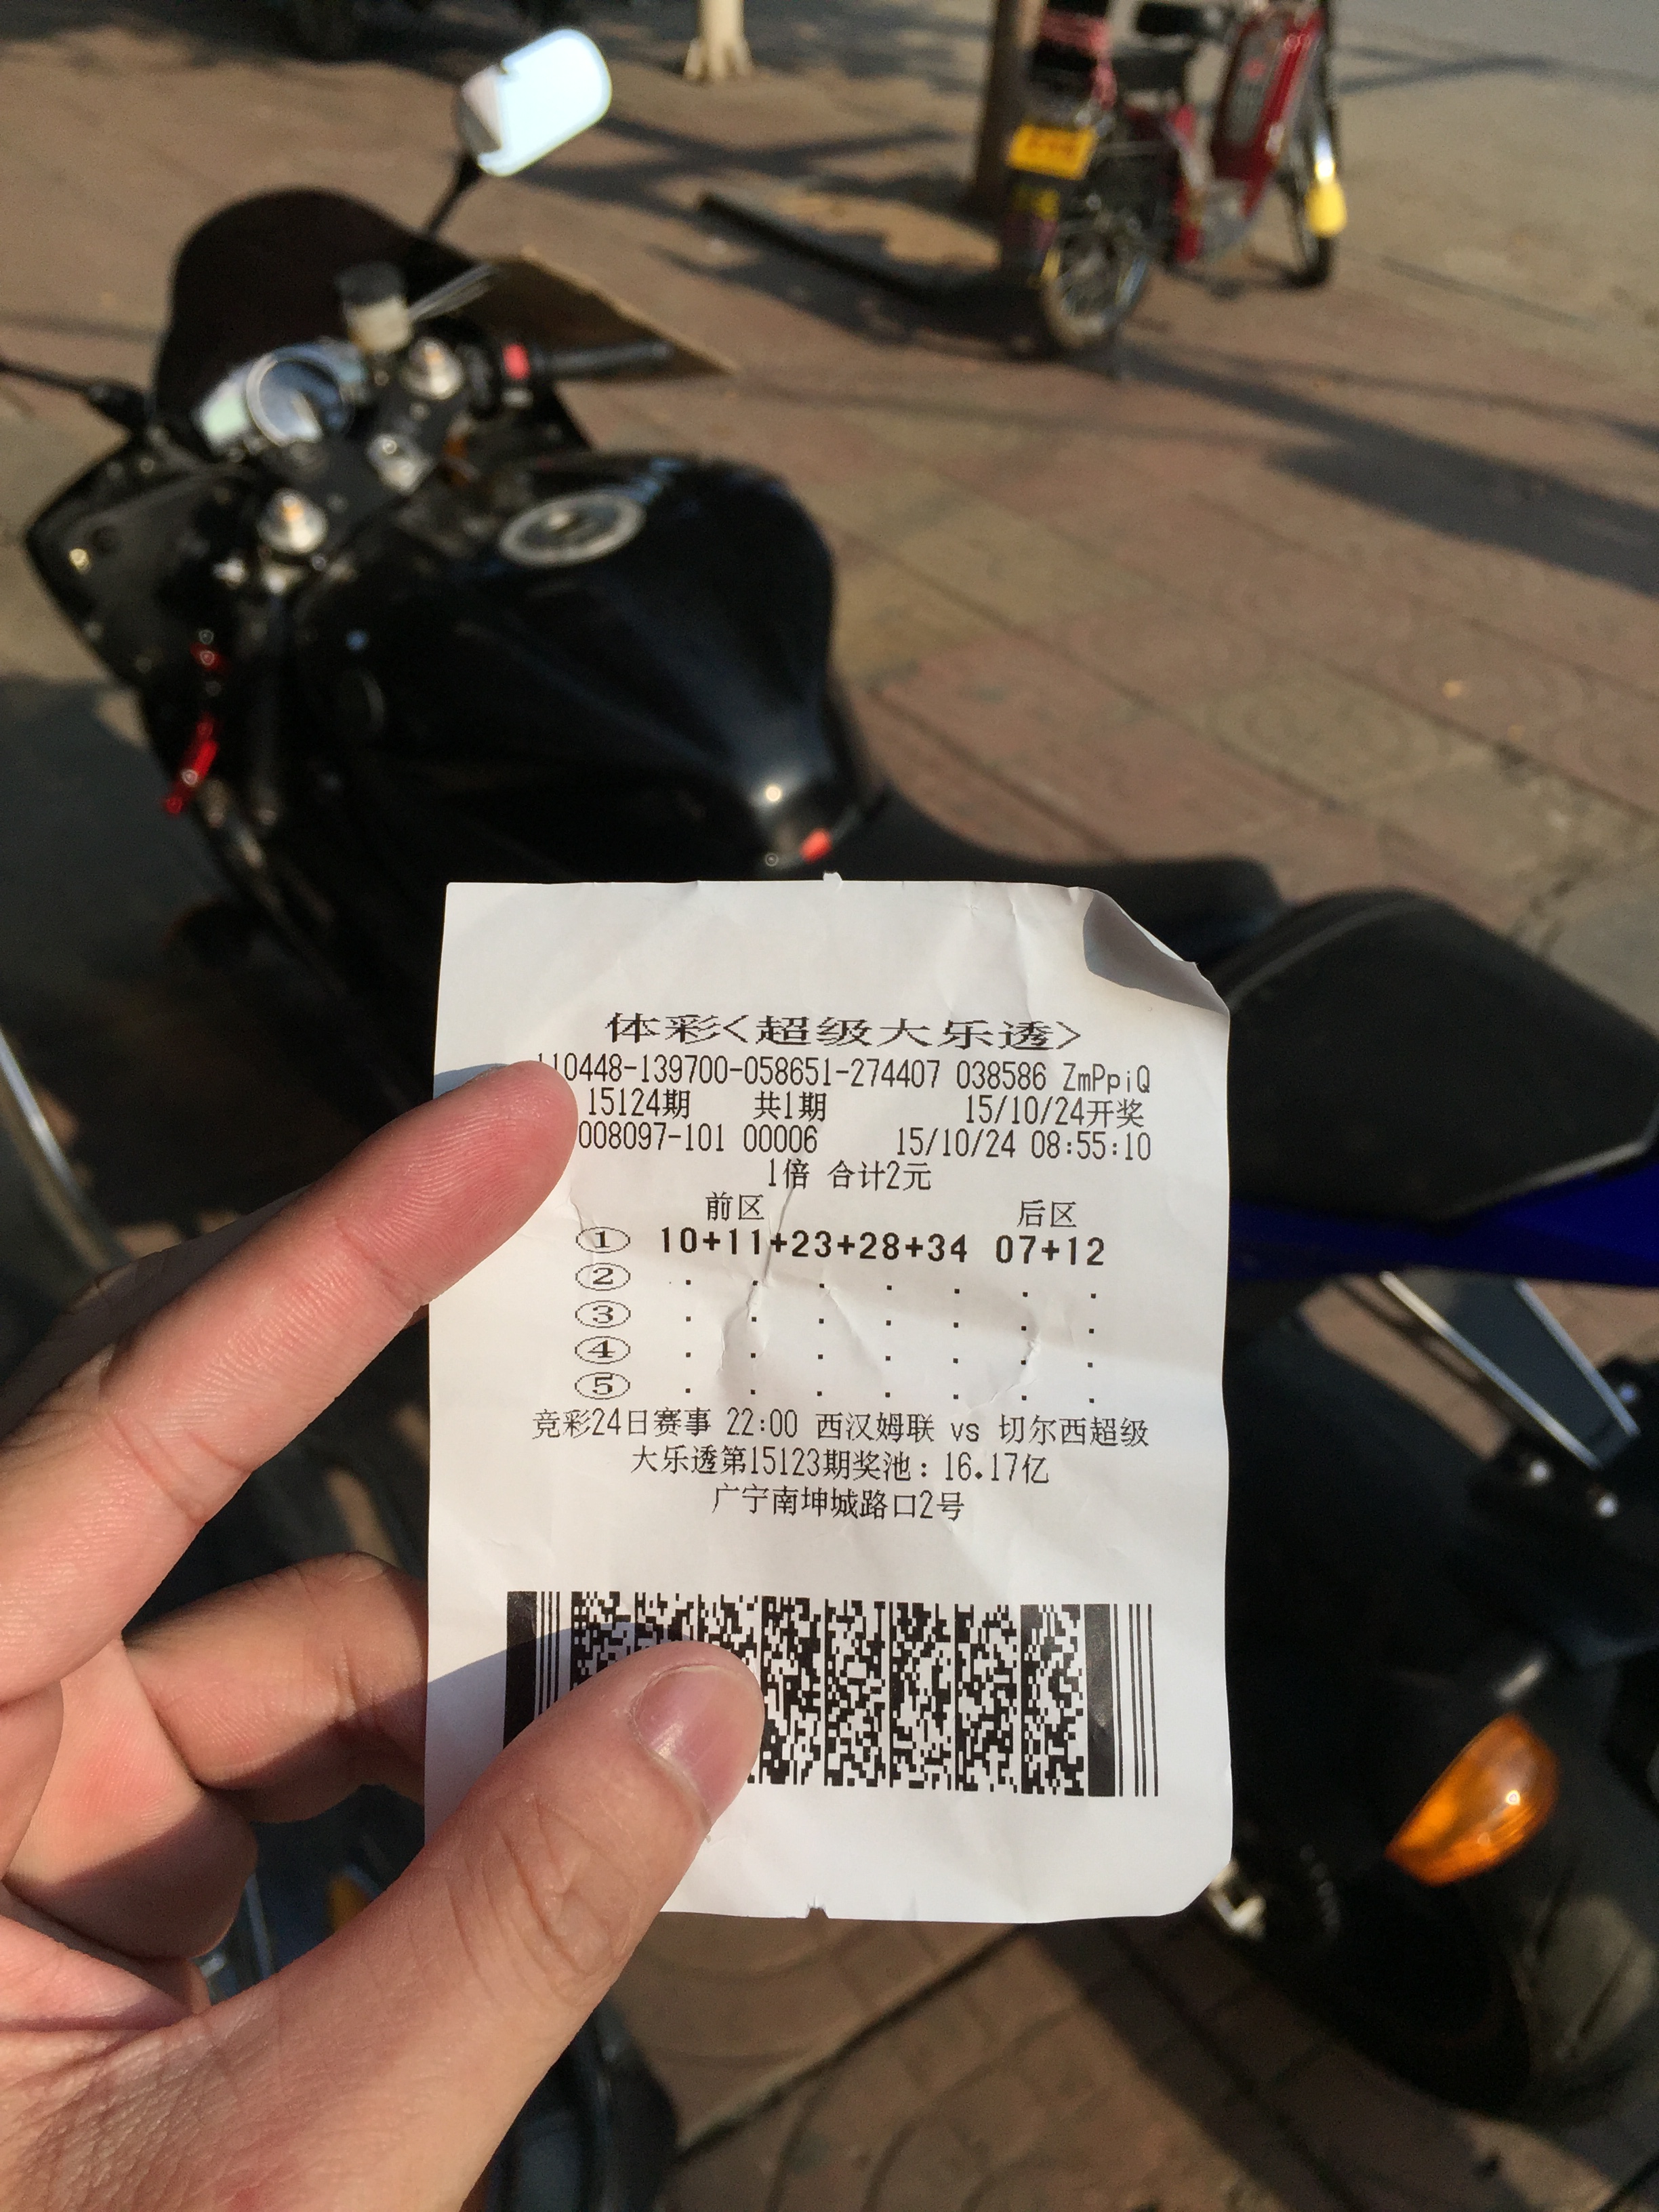 体彩<超级大乐透>
110448-139700-058651-274407 038586 ZmPpiQ
15124期 共1期 15/10/24开奖
008097-101 00006 15/10/24 08:55:10
1倍 合计2元
前区 后区
① 10+11+23+28+34 07+12
② . . . . . . .
③ . . . . . . .
④ . . . . . . .
⑤ . . . . . . .
竞彩24日赛事 22:00 西汉姆联 vs 切尔西超级
大乐透第15123期奖池：16.17亿
广宁南坤城路口2号